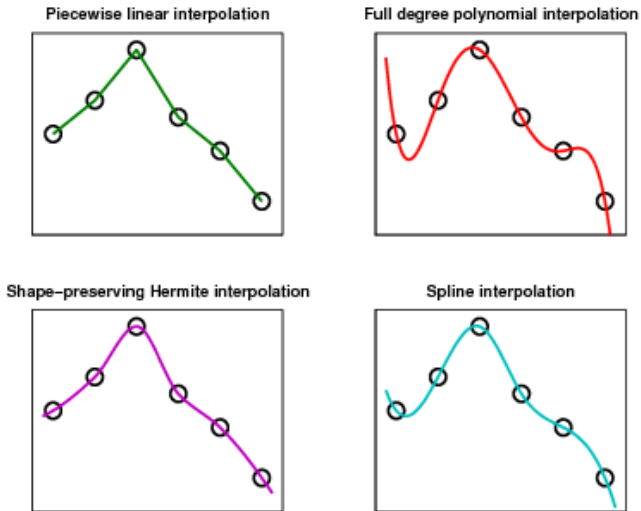 Piecewise linear interpolation
Full degree polynomial interpolation
Shape-preserving Hermite interpolation
Spline interpolation